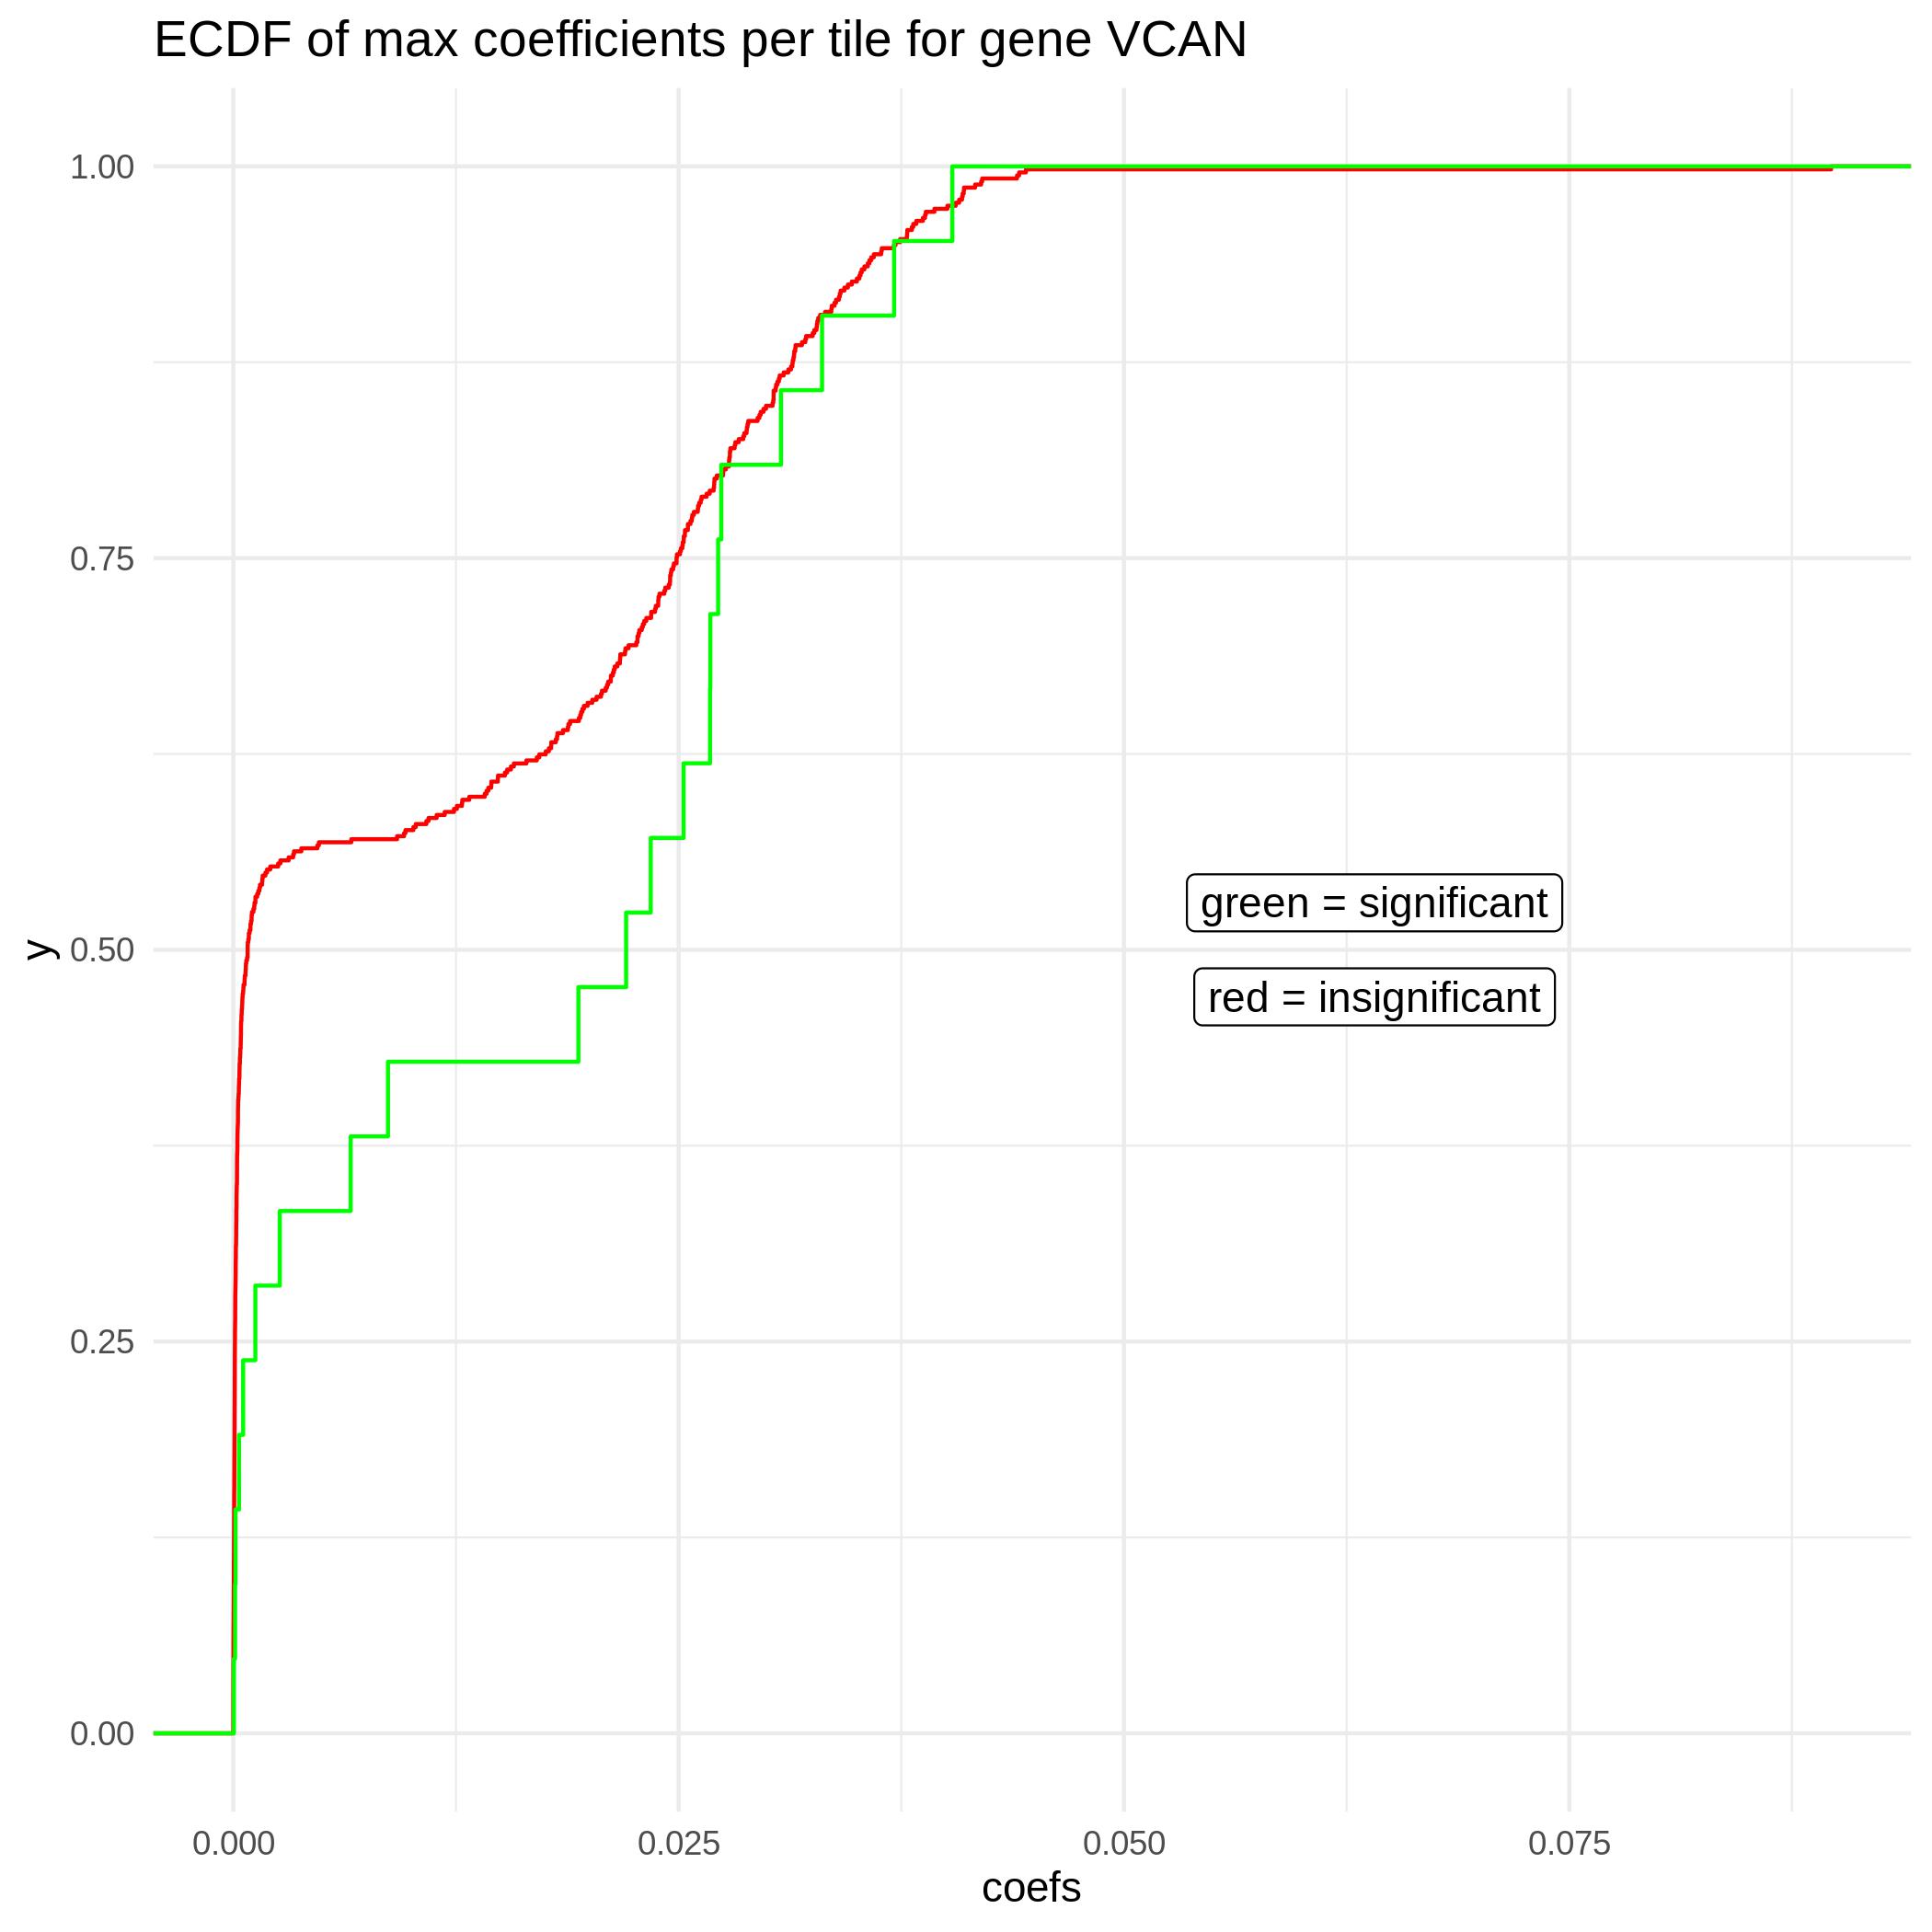 ECDF of max coefficients per tile for gene VCAN
1.00
0.75
0.50
0.25
0.00
y
green = significant
red = insignificant
0.000 0.025 0.050 0.075
coefs